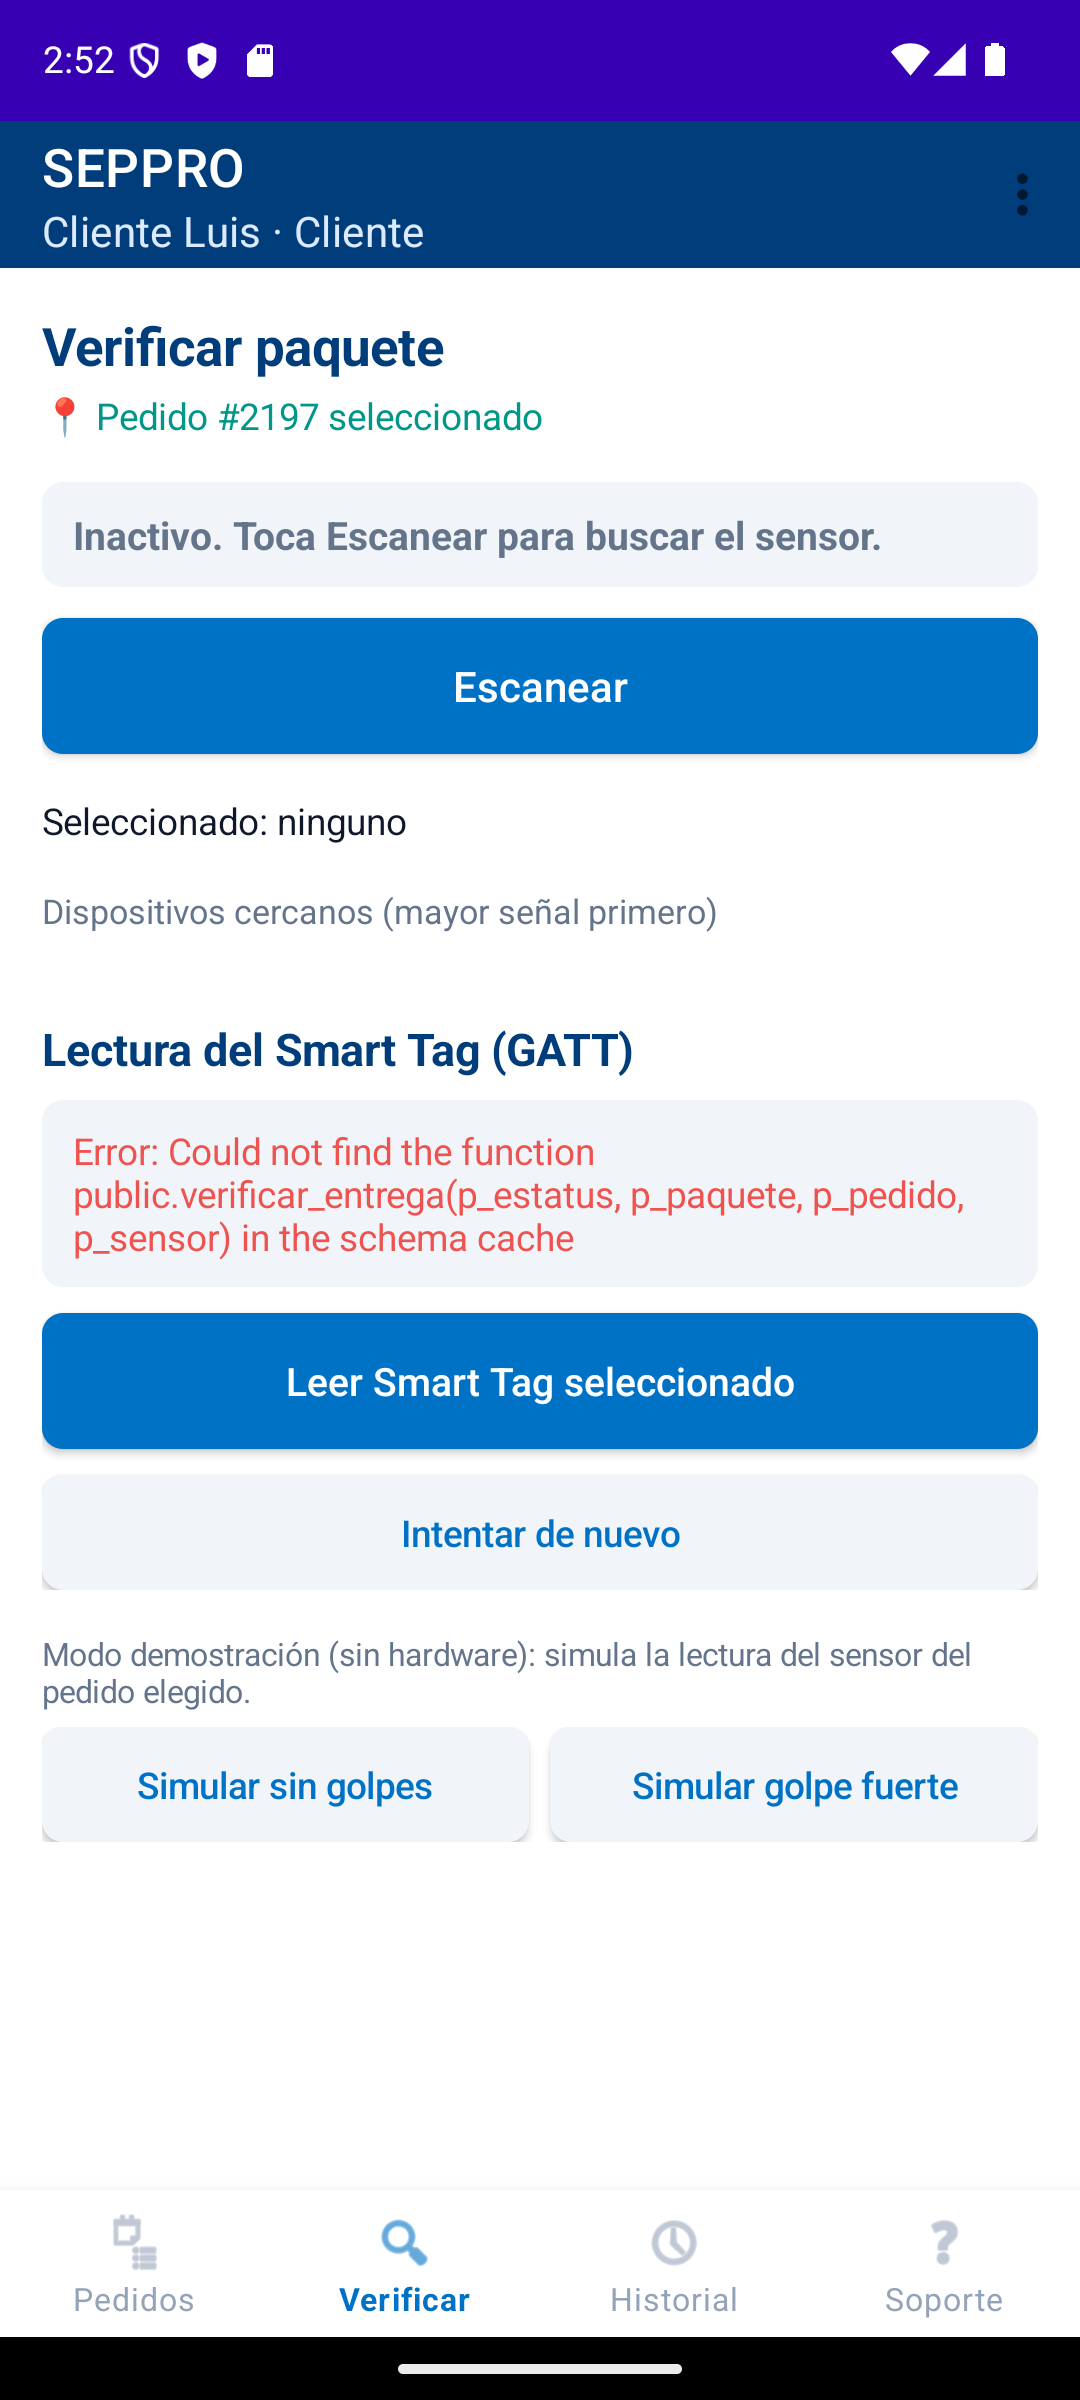 2:52
SEPPRO
Cliente Luis · Cliente
Verificar paquete
📍 Pedido #2197 seleccionado
Inactivo. Toca Escanear para buscar el sensor.
Escanear
Seleccionado: ninguno
Dispositivos cercanos (mayor señal primero)
Lectura del Smart Tag (GATT)
Error: Could not find the function
public.verificar_entrega(p_estatus, p_paquete, p_pedido,
p_sensor) in the schema cache
Leer Smart Tag seleccionado
Intentar de nuevo
Modo demostración (sin hardware): simula la lectura del sensor del
pedido elegido.
Simular sin golpes
Simular golpe fuerte
Pedidos
Verificar
Historial
Soporte